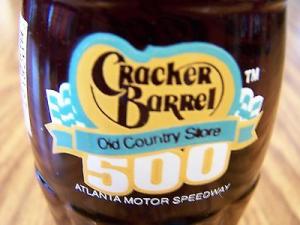 Cracker
Barrel
TM
Old Country Store
500
ATLANTA MOTOR SPEEDWAY